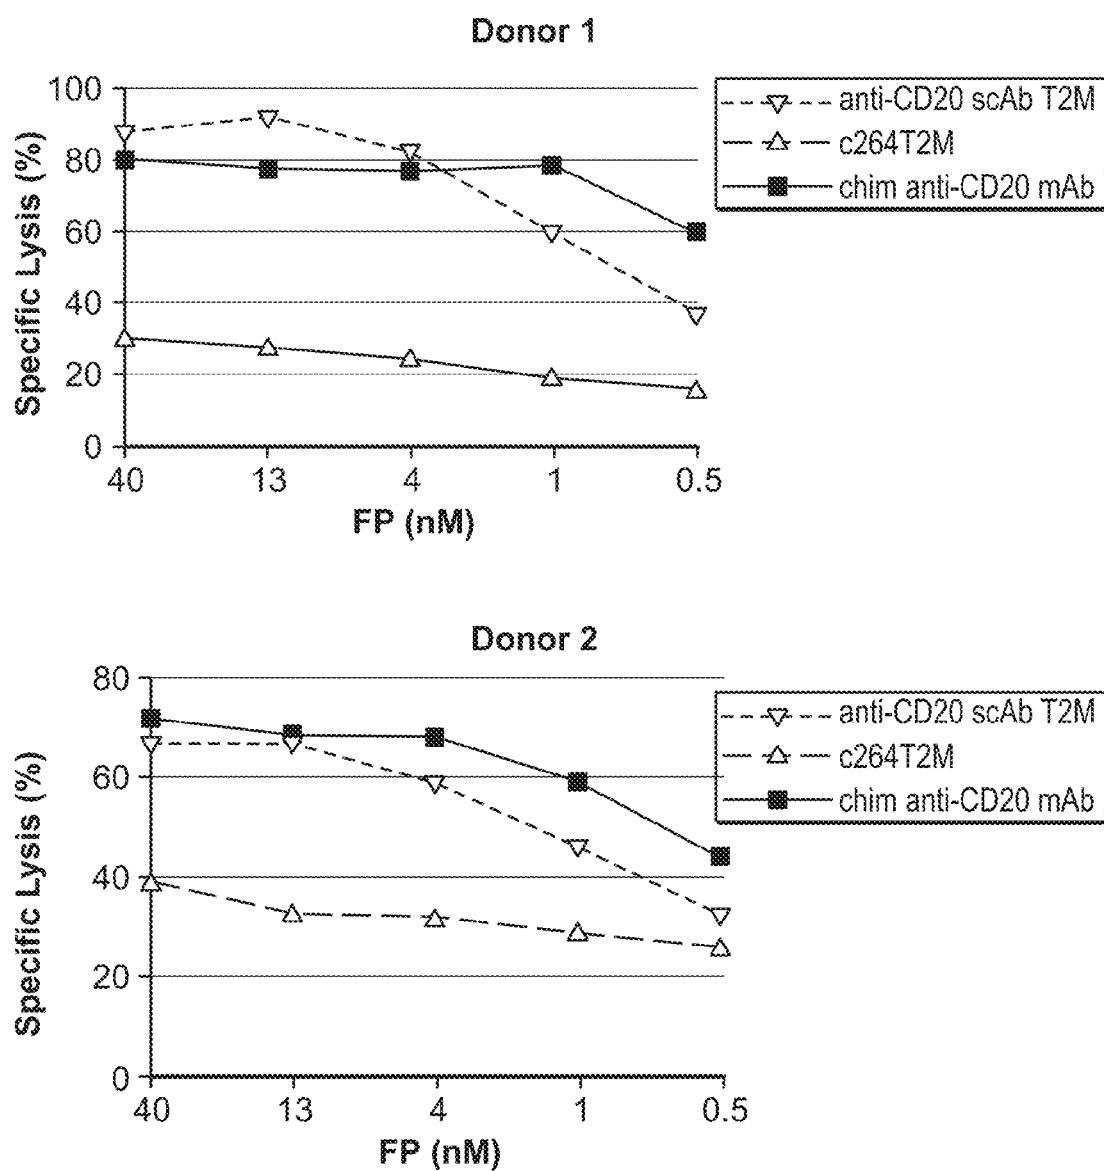 Donor 1
Specific Lysis (%)
100
80
60
40
20
0
40 13 4 1 0.5
FP (nM)
anti-CD20 scAb T2M
c264T2M
chim anti-CD20 mAb
Donor 2
Specific Lysis (%)
80
60
40
20
0
40 13 4 1 0.5
FP (nM)
anti-CD20 scAb T2M
c264T2M
chim anti-CD20 mAb